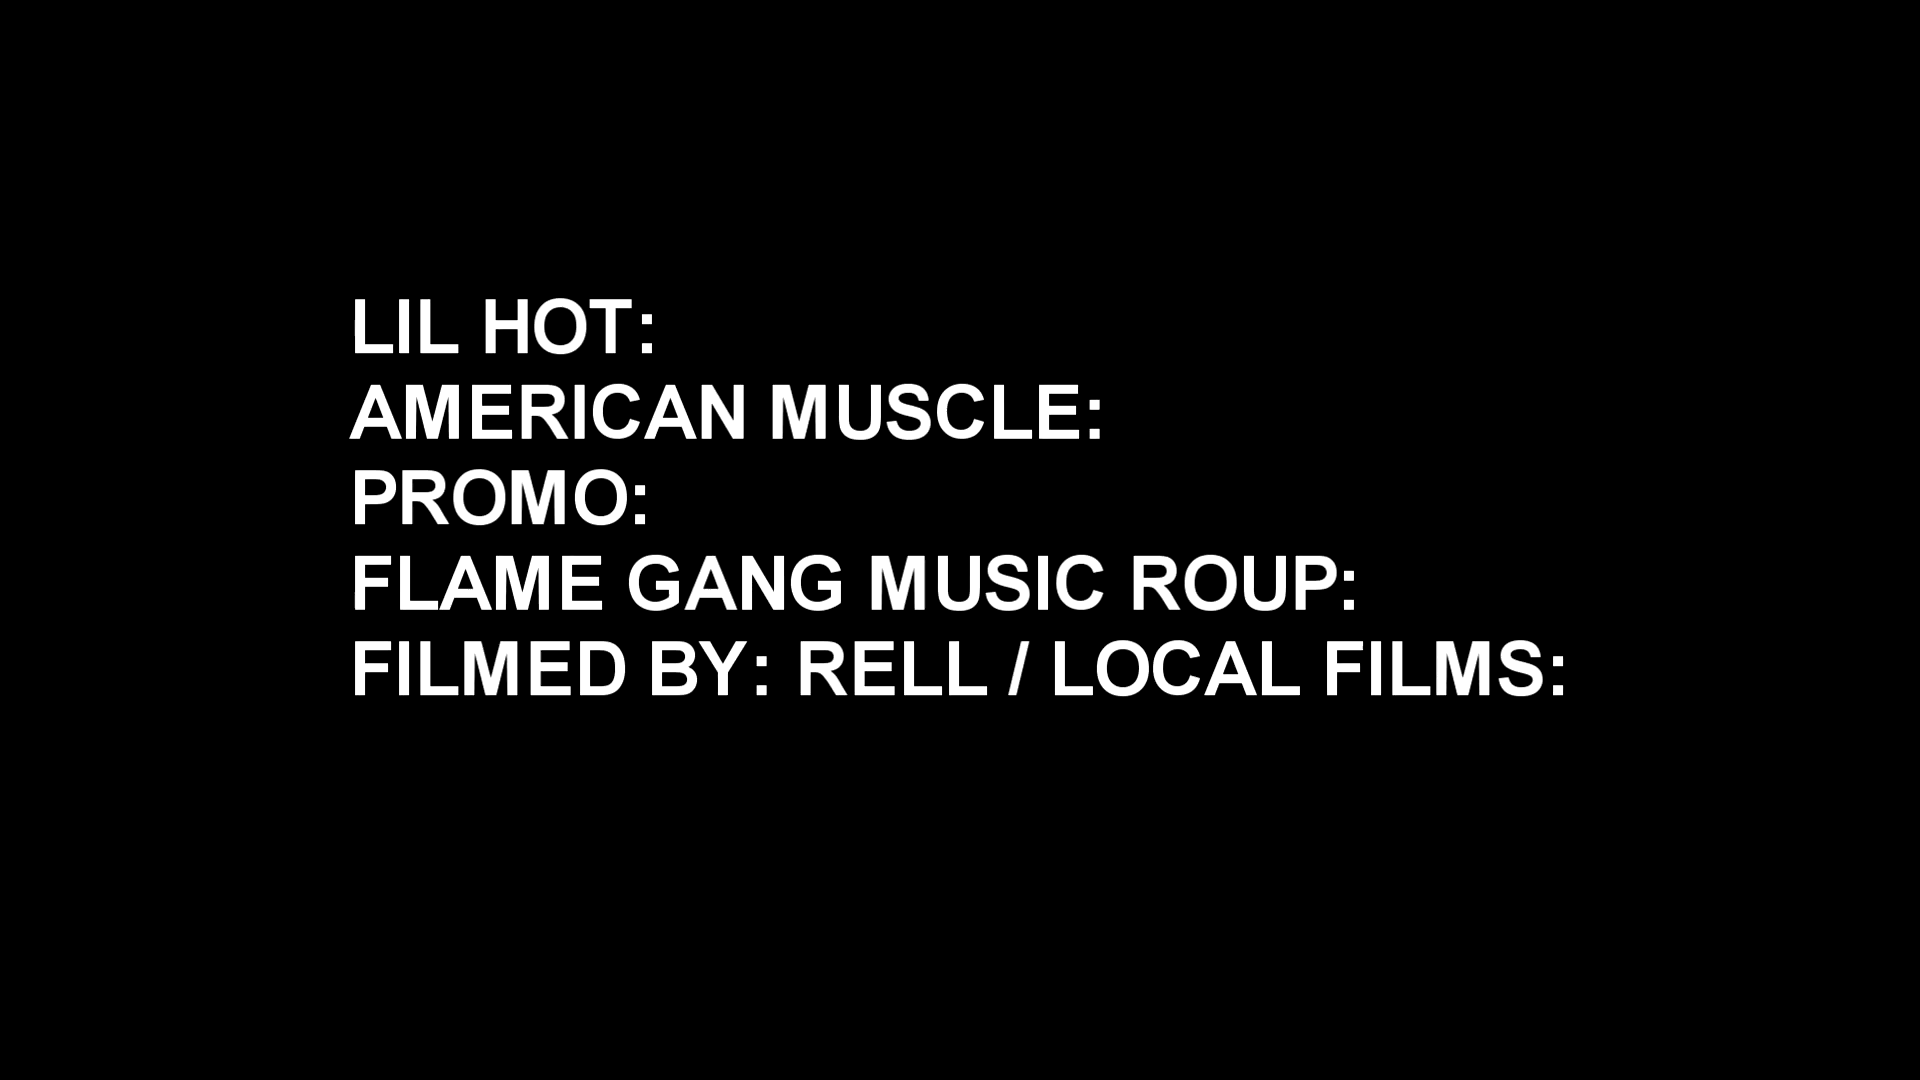 LIL HOT:
AMERICAN MUSCLE:
PROMO:
FLAME GANG MUSIC ROUP:
FILMED BY: RELL / LOCAL FILMS: